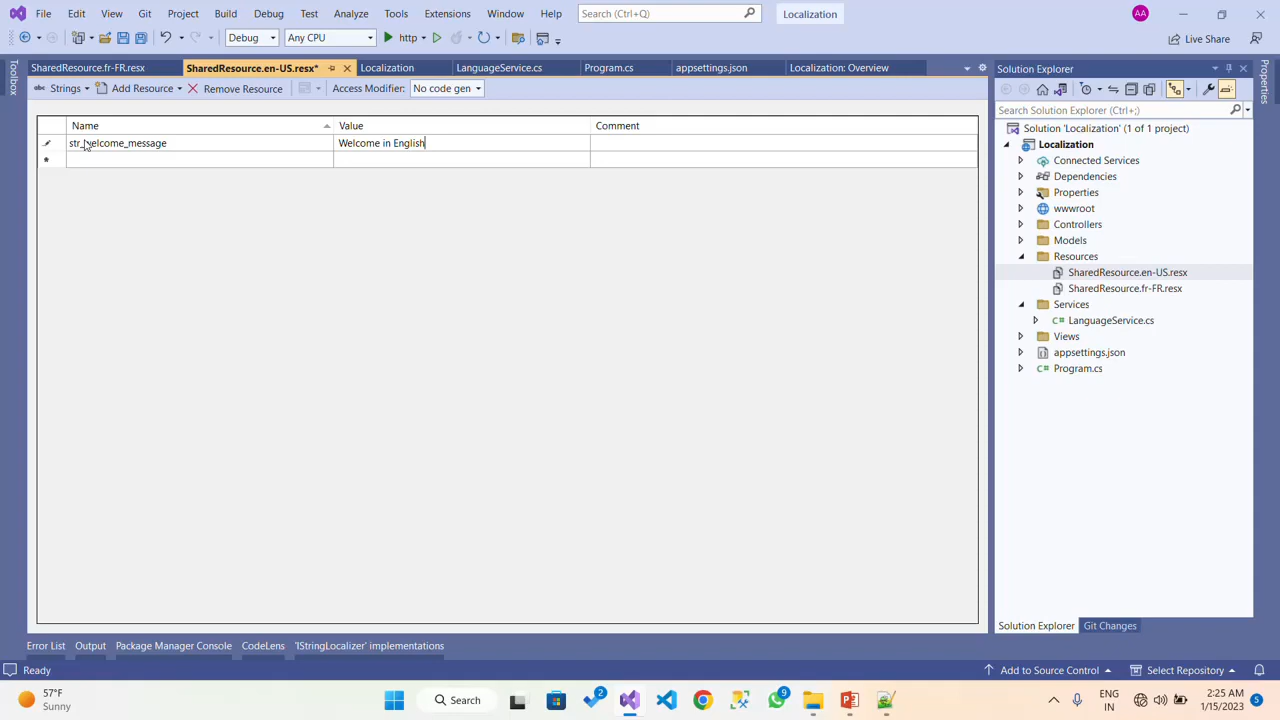 File Edit View Git Project Build Debug Test Analyze Tools Extensions Window Help Search (Ctrl+Q) Localization AA
Debug Any CPU http Live Share
Toolbox SharedResource.fr-FR.resx SharedResource.en-US.resx* Localization LanguageService.cs Program.cs appsettings.json Localization: Overview Solution Explorer Properties
Strings Add Resource Remove Resource Access Modifier: No code gen
Search Solution Explorer (Ctrl+;)
Name Value Comment
str_welcome_message Welcome in English
Solution 'Localization' (1 of 1 project)
Localization
Connected Services
Dependencies
Properties
wwwroot
Controllers
Models
Resources
SharedResource.en-US.resx
SharedResource.fr-FR.resx
Services
LanguageService.cs
Views
appsettings.json
Program.cs
Solution Explorer Git Changes
Error List Output Package Manager Console CodeLens 'IStringLocalizer' implementations
Ready Add to Source Control Select Repository
57°F
Sunny
Search
2
9
ENG
IN
2:25 AM
1/15/2023
5